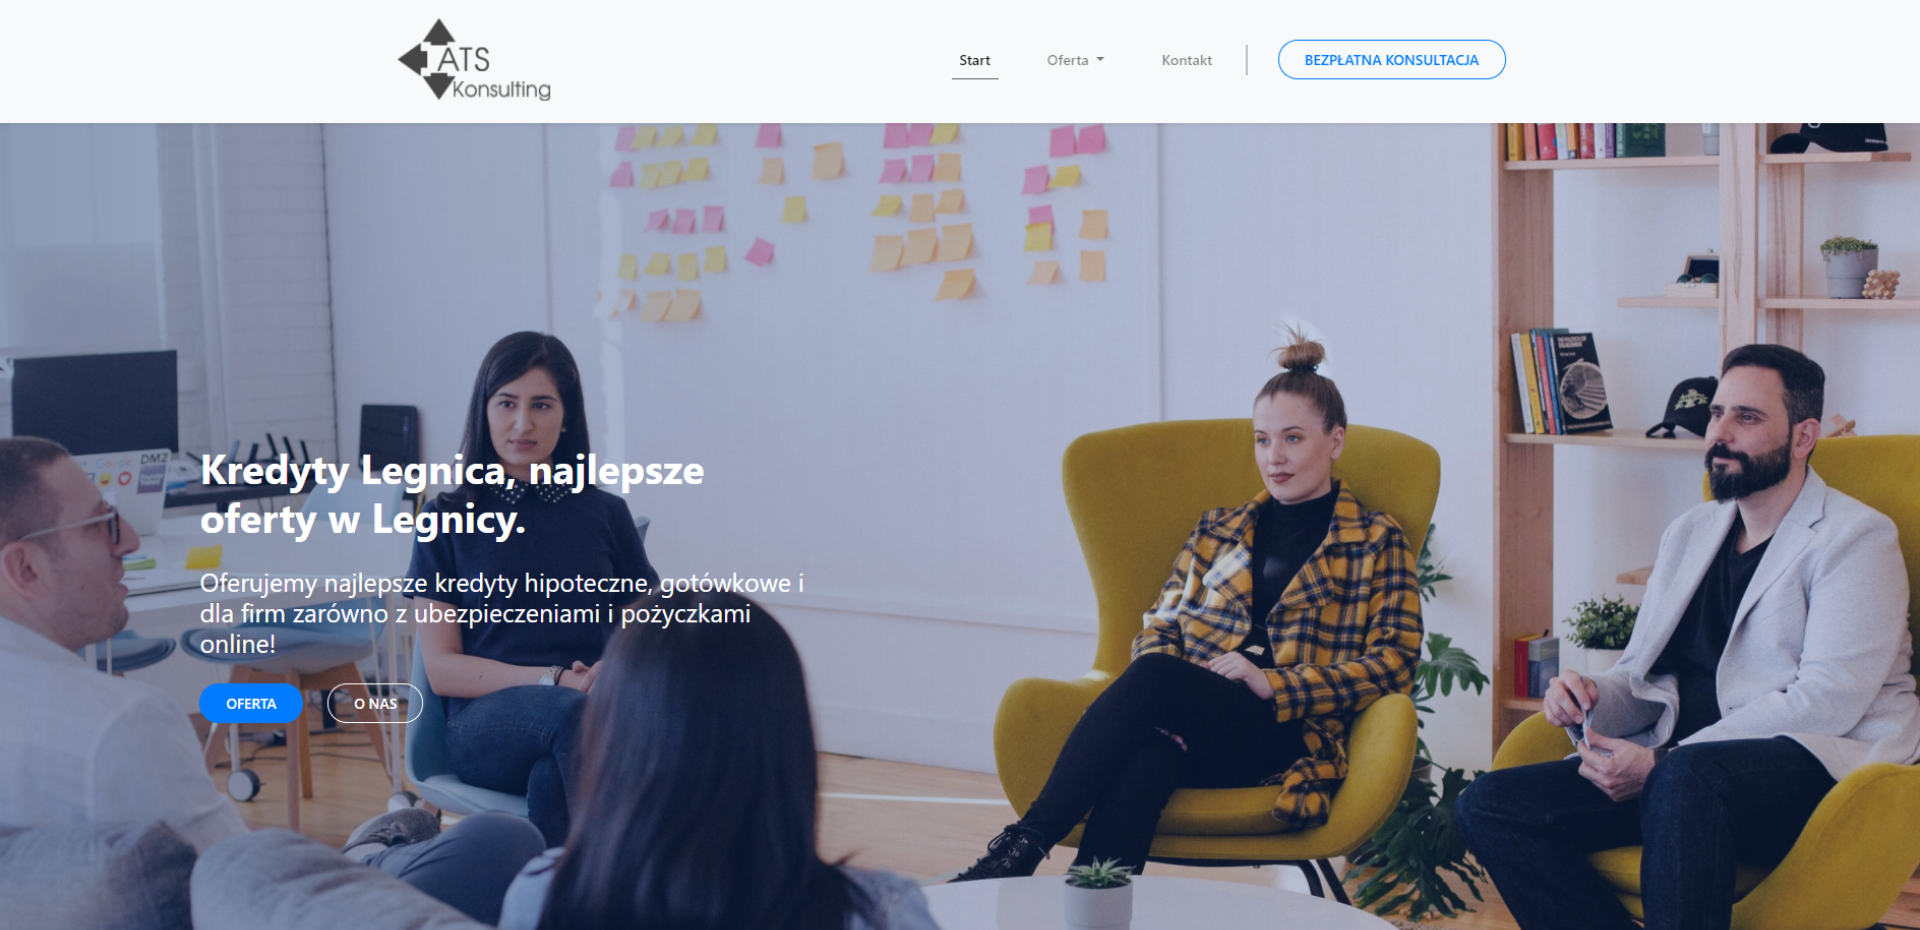 ATS
Konsulting
Start
Oferta
Kontakt
BEZPŁATNA KONSULTACJA
Google
DMZ
Kredyty Legnica, najlepsze
oferty w Legnicy.
Oferujemy najlepsze kredyty hipoteczne, gotówkowe i
dla firm zarówno z ubezpieczeniami i pożyczkami
online!
OFERTA
O NAS